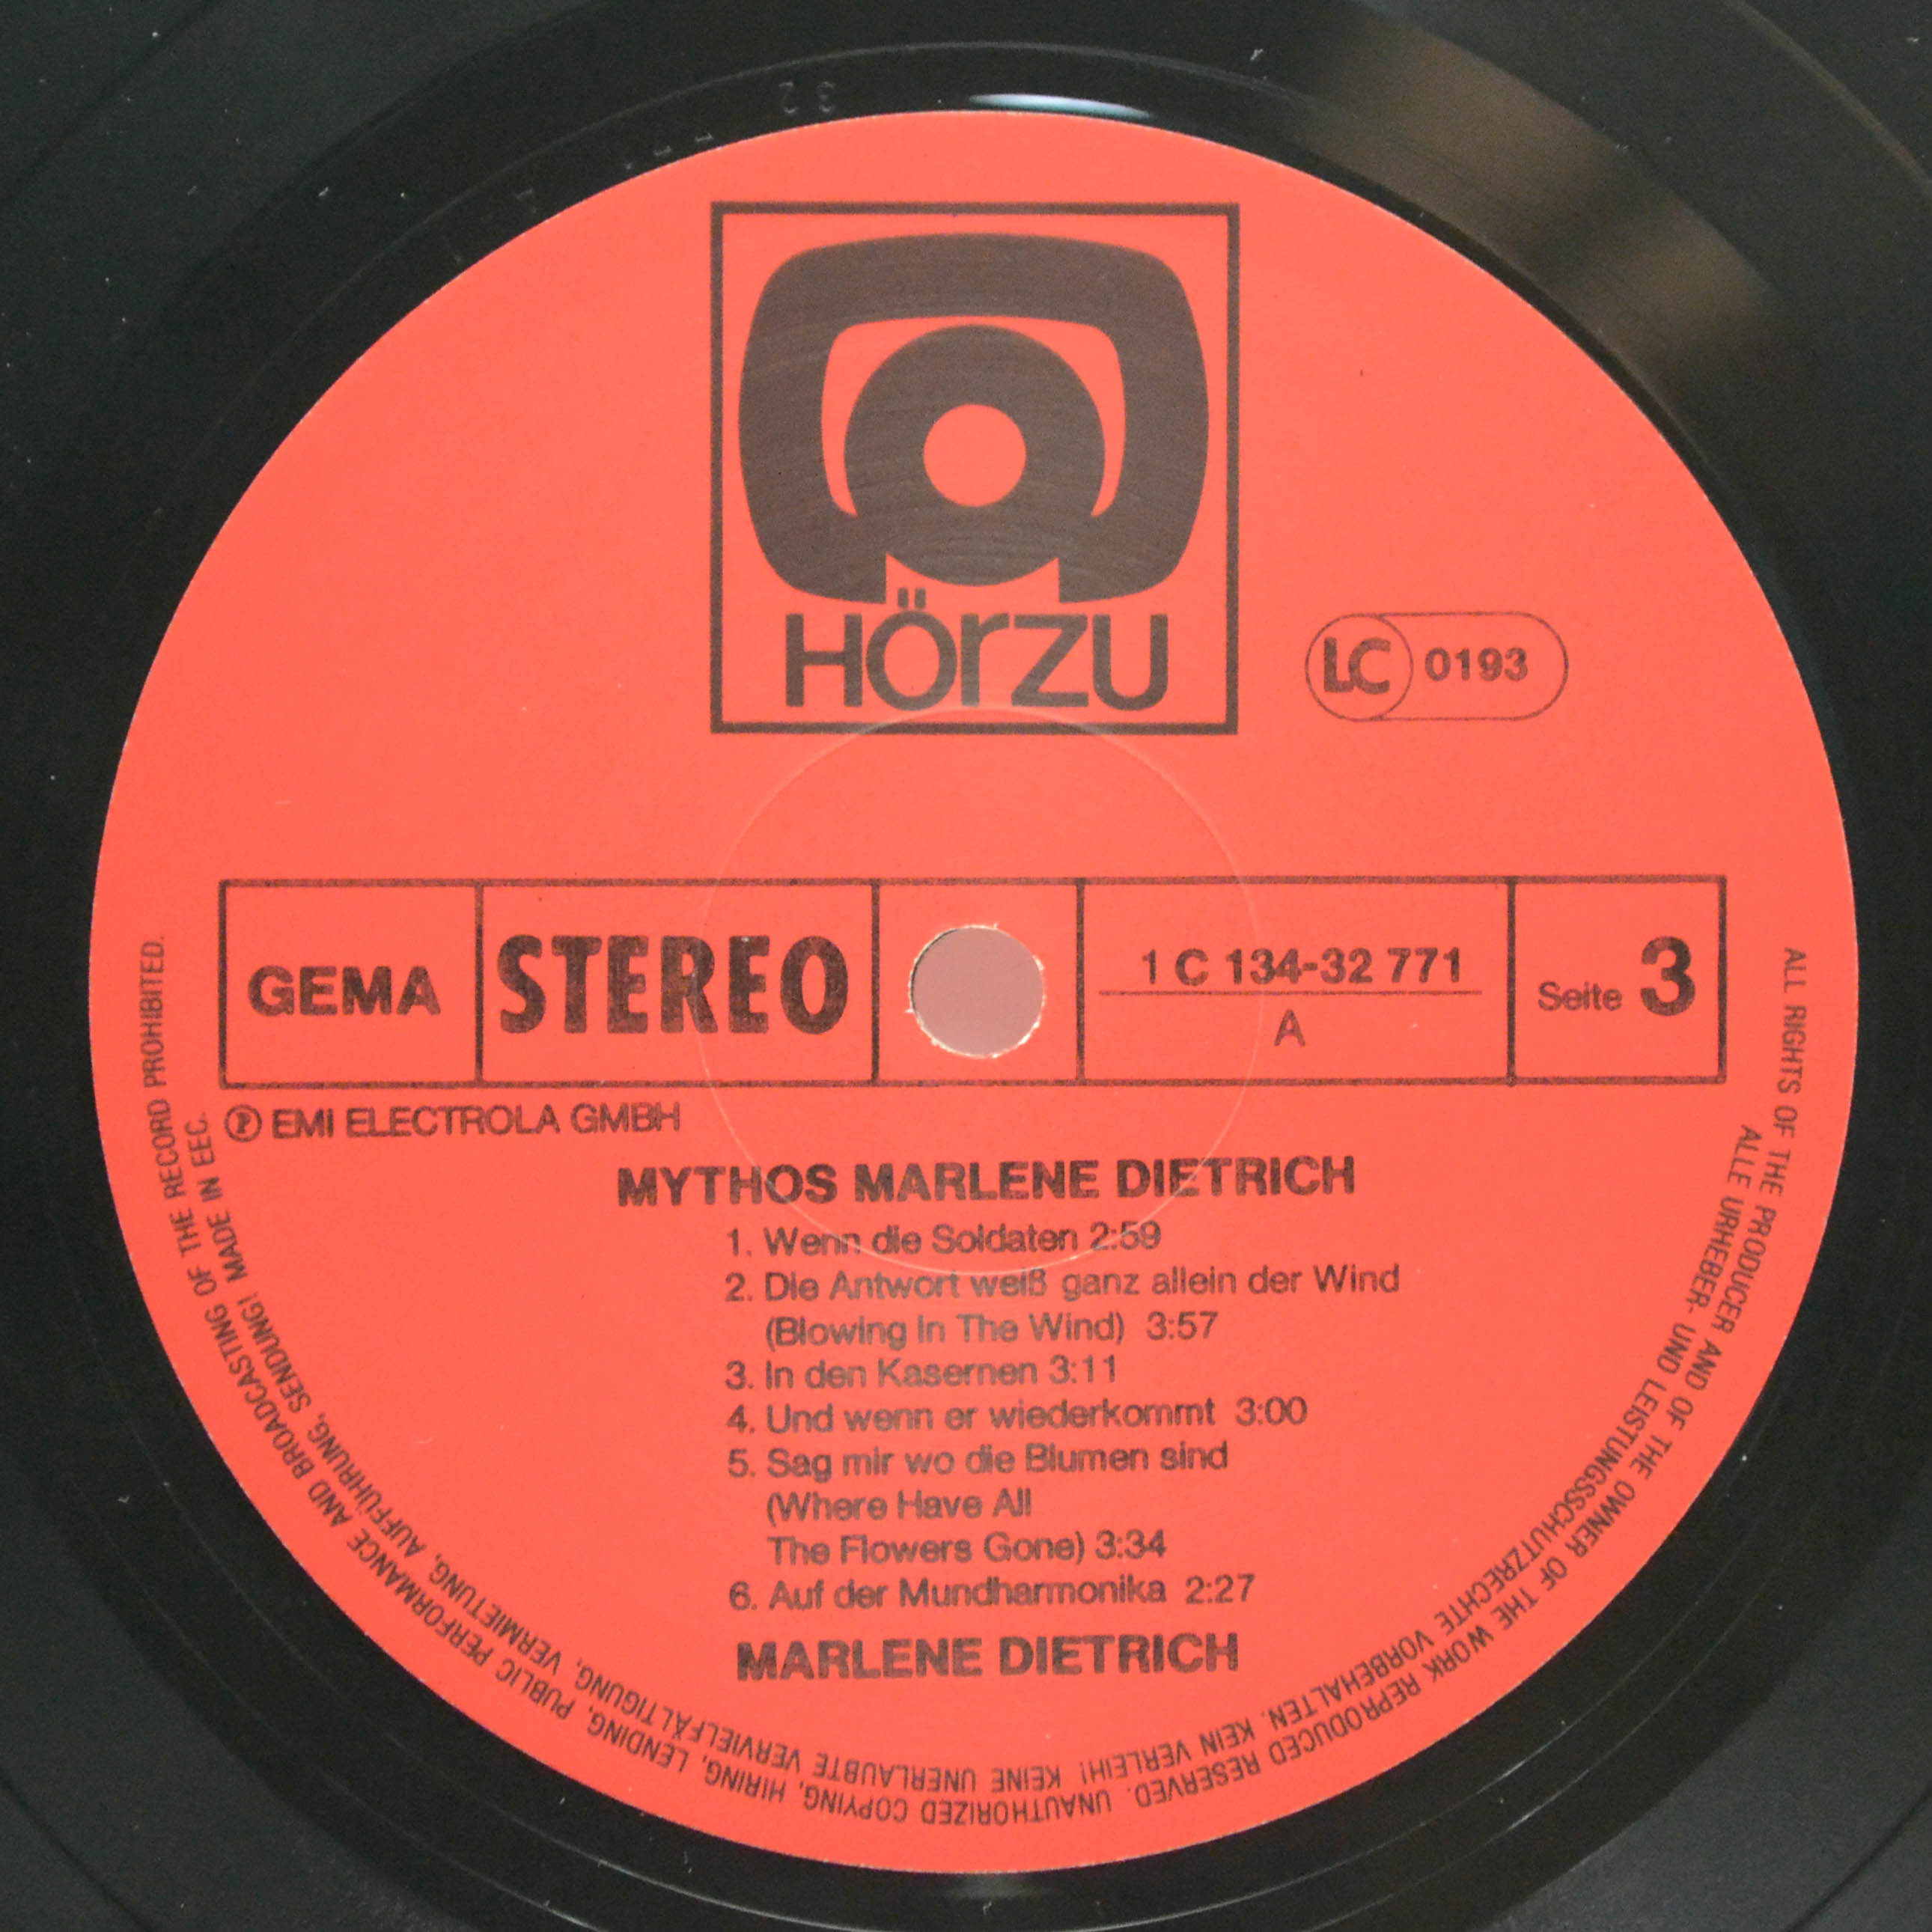 HÖrZU
LC 0193
GEMA
STEREO
1 C 134-32 771
A
Seite 3
Ⓟ EMI ELECTROLA GMBH
MYTHOS MARLENE DIETRICH
1. Wenn die Soldaten 2:59
2. Die Antwort weiß ganz allein der Wind
(Blowing In The Wind) 3:57
3. In den Kasernen 3:11
4. Und wenn er wiederkommt 3:00
5. Sag mir wo die Blumen sind
(Where Have All
The Flowers Gone) 3:34
6. Auf der Mundharmonika 2:27
MARLENE DIETRICH
ALL RIGHTS OF THE PRODUCER AND OF THE OWNER OF THE WORK REPRODUCED RESERVED. UNAUTHORIZED COPYING, HIRING, LENDING, PUBLIC PERFORMANCE AND BROADCASTING OF THE RECORD PROHIBITED.
ALLE URHEBER- UND LEISTUNGSSCHUTZRECHTE VORBEHALTEN. KEIN VERLEIH! KEINE UNERLAUBTE VERVIELFÄLTIGUNG, VERMIETUNG, AUFFÜHRUNG, SENDUNG! MADE IN EEC.